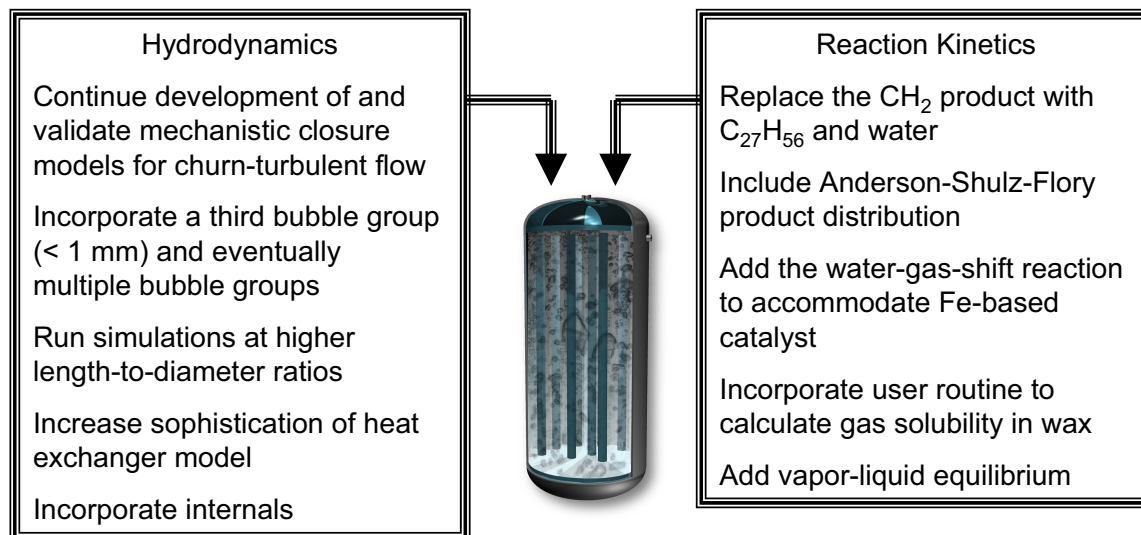 Hydrodynamics
Continue development of and
validate mechanistic closure
models for churn-turbulent flow
Incorporate a third bubble group
(< 1 mm) and eventually
multiple bubble groups
Run simulations at higher
length-to-diameter ratios
Increase sophistication of heat
exchanger model
Incorporate internals
Reaction Kinetics
Replace the CH₂ product with
C₂₇H₅₆ and water
Include Anderson-Shulz-Flory
product distribution
Add the water-gas-shift reaction
to accommodate Fe-based
catalyst
Incorporate user routine to
calculate gas solubility in wax
Add vapor-liquid equilibrium